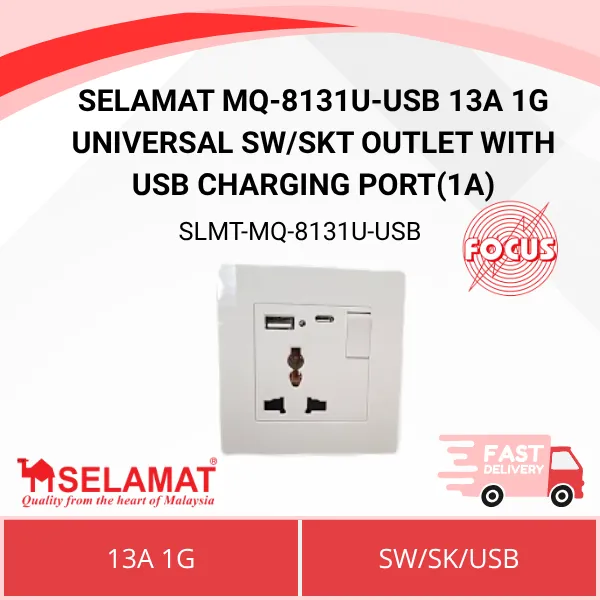 SELAMAT MQ-8131U-USB 13A 1G
UNIVERSAL SW/SKT OUTLET WITH
USB CHARGING PORT(1A)
SLMT-MQ-8131U-USB
FOCUS
SELAMAT®
Quality from the heart of Malaysia
FAST
DELIVERY
13A 1G
SW/SK/USB